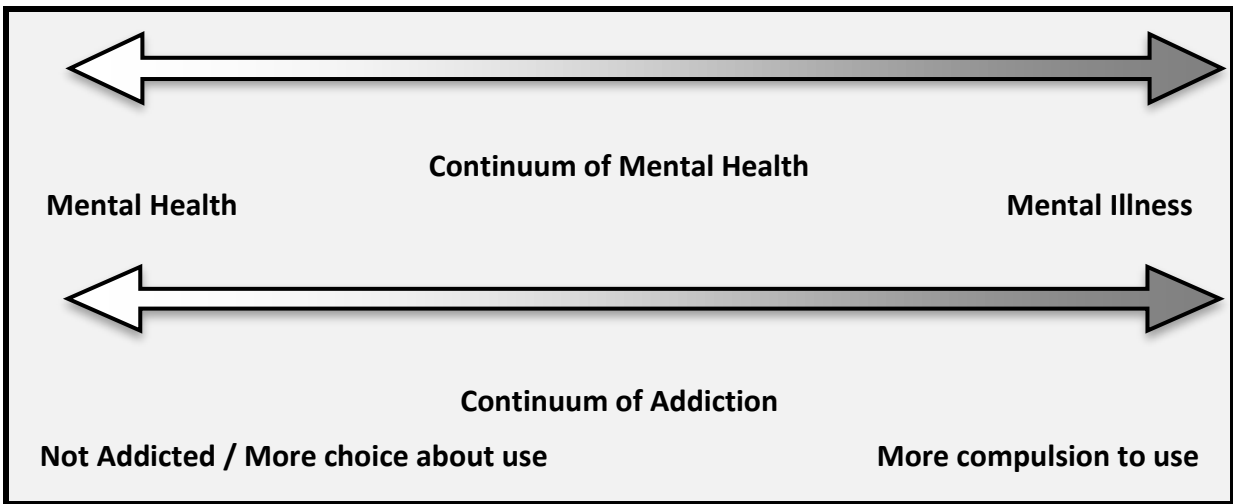 Continuum of Mental Health
Mental Health Mental Illness
Continuum of Addiction
Not Addicted / More choice about use More compulsion to use